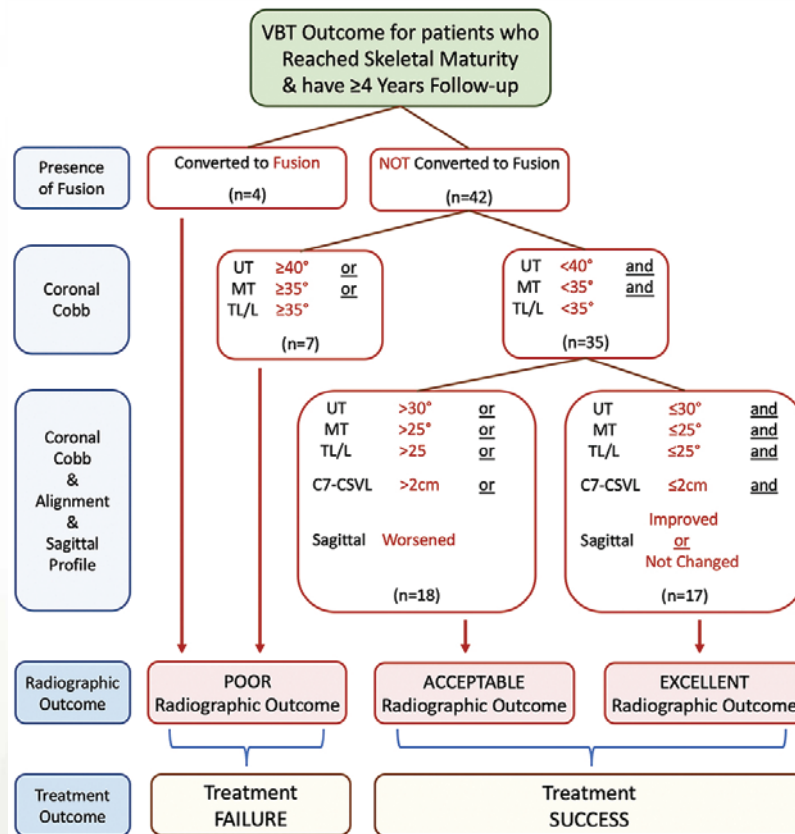 VBT Outcome for patients who
Reached Skeletal Maturity
& have ≥4 Years Follow-up
Presence
of Fusion
Converted to Fusion
(n=4)
NOT Converted to Fusion
(n=42)
Coronal
Cobb
UT ≥40° or
MT ≥35° or
TL/L ≥35°
(n=7)
UT <40° and
MT <35° and
TL/L <35°
(n=35)
Coronal
Cobb
&
Alignment
&
Sagittal
Profile
UT >30° or
MT >25° or
TL/L >25 or
C7-CSVL >2cm or
Sagittal Worsened
(n=18)
UT ≤30° and
MT ≤25° and
TL/L ≤25° and
C7-CSVL ≤2cm and
Improved
Sagittal or
Not Changed
(n=17)
Radiographic
Outcome
POOR
Radiographic Outcome
ACCEPTABLE
Radiographic Outcome
EXCELLENT
Radiographic Outcome
Treatment
Outcome
Treatment
FAILURE
Treatment
SUCCESS